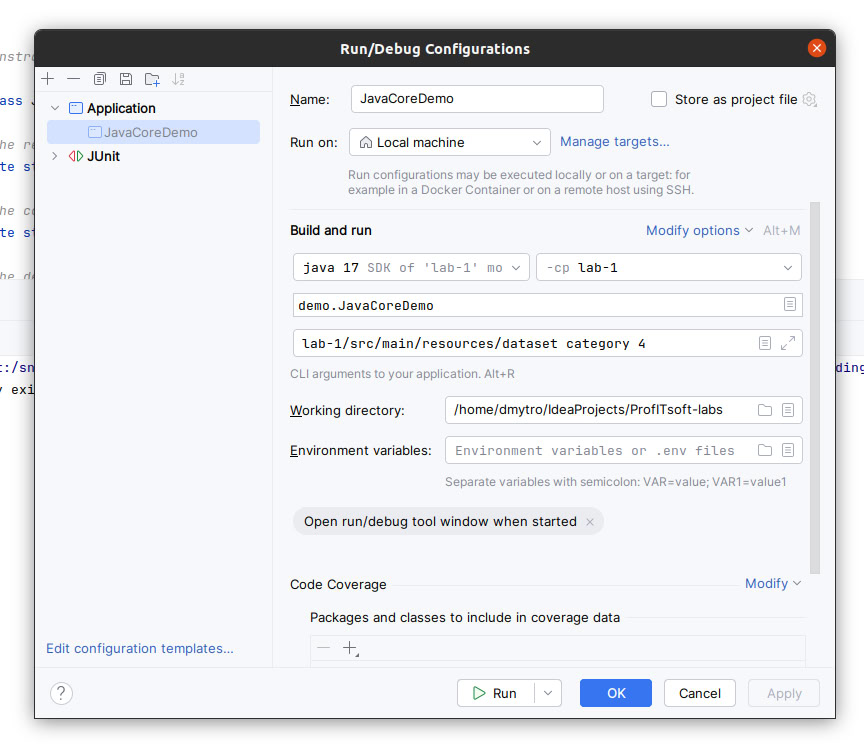 Run/Debug Configurations
nstru
ass J
he re
te st
he co
te st
he de
t:/sn
y exi
ding
Application
JavaCoreDemo
JUnit
Edit configuration templates...
Name:
JavaCoreDemo
Store as project file
Run on:
Local machine
Manage targets...
Run configurations may be executed locally or on a target: for
example in a Docker Container or on a remote host using SSH.
Build and run
Modify options
Alt+M
java 17 SDK of 'lab-1' mo
-cp lab-1
demo.JavaCoreDemo
lab-1/src/main/resources/dataset category 4
CLI arguments to your application. Alt+R
Working directory:
/home/dmytro/IdeaProjects/ProfITsoft-labs
Environment variables:
Environment variables or .env files
Separate variables with semicolon: VAR=value; VAR1=value1
Open run/debug tool window when started
Code Coverage
Modify
Packages and classes to include in coverage data
?
Run
OK
Cancel
Apply